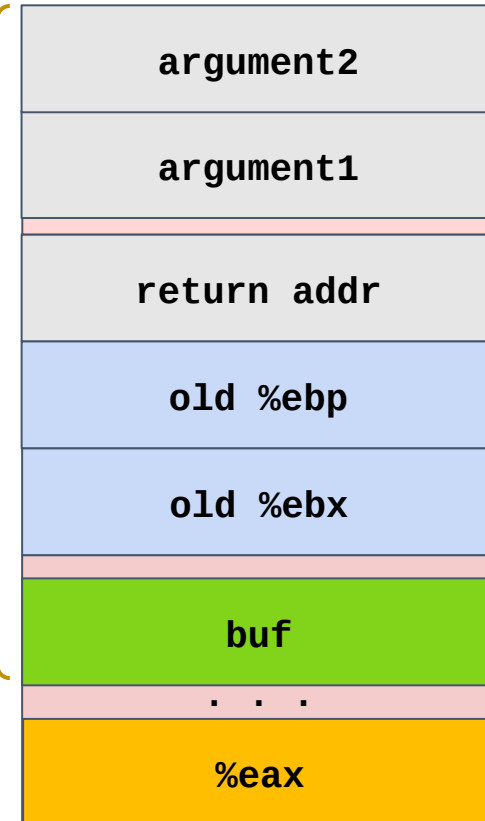 argument2
argument1
return addr
old %ebp
old %ebx
buf
. . .
%eax